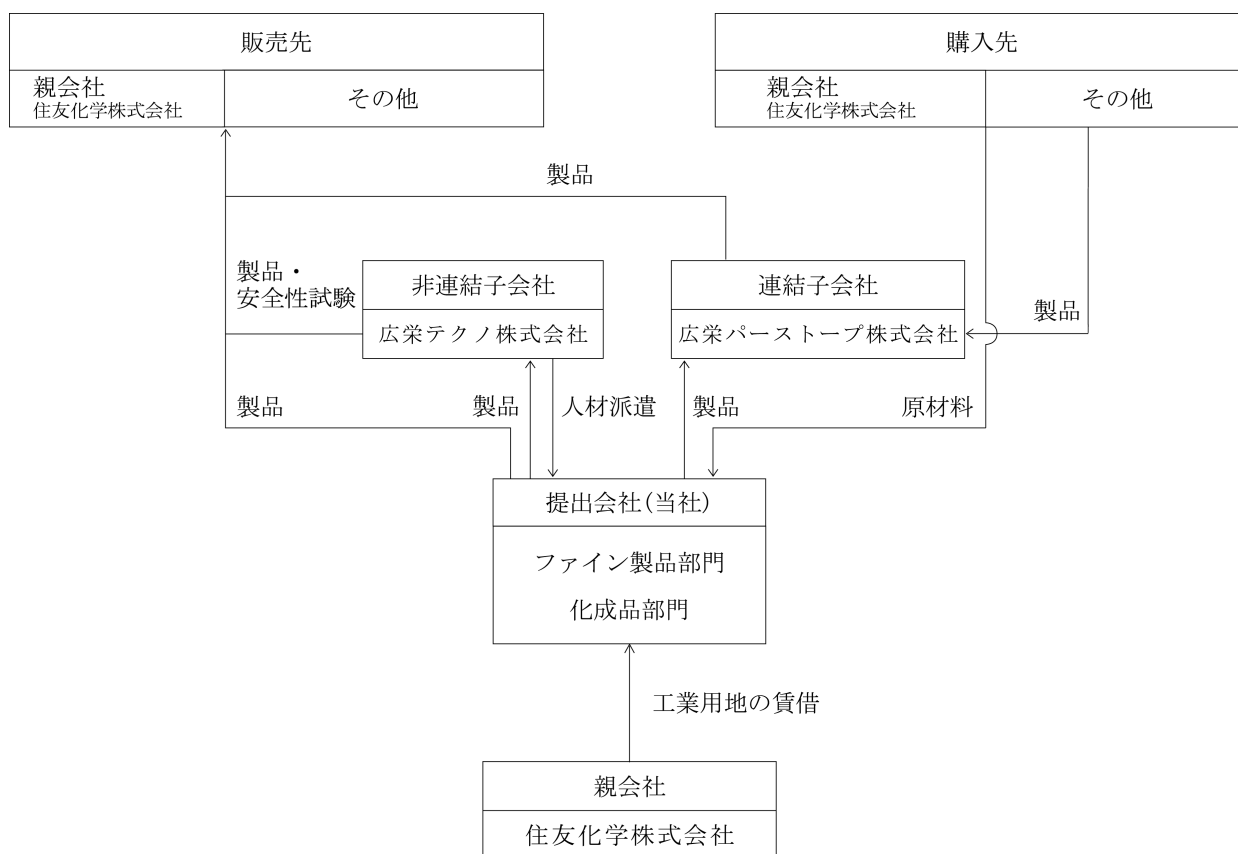 販売先
親会社
住友化学株式会社
その他
購入先
親会社
住友化学株式会社
その他
製品
製品・
安全性試験
非連結子会社
広栄テクノ株式会社
連結子会社
広栄パーストープ株式会社
製品
製品
製品
人材派遣
製品
原材料
提出会社(当社)
ファイン製品部門
化成品部門
工業用地の賃借
親会社
住友化学株式会社